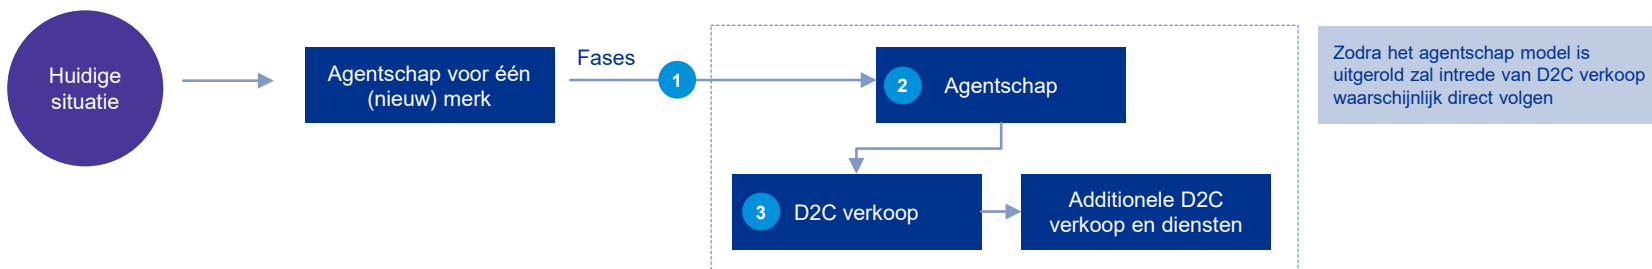 Huidige
situatie
Agentschap voor één
(nieuw) merk
Fases
1
2
Agentschap
3
D2C verkoop
Additionele D2C
verkoop en diensten
Zodra het agentschap model is
uitgerold zal intrede van D2C verkoop
waarschijnlijk direct volgen